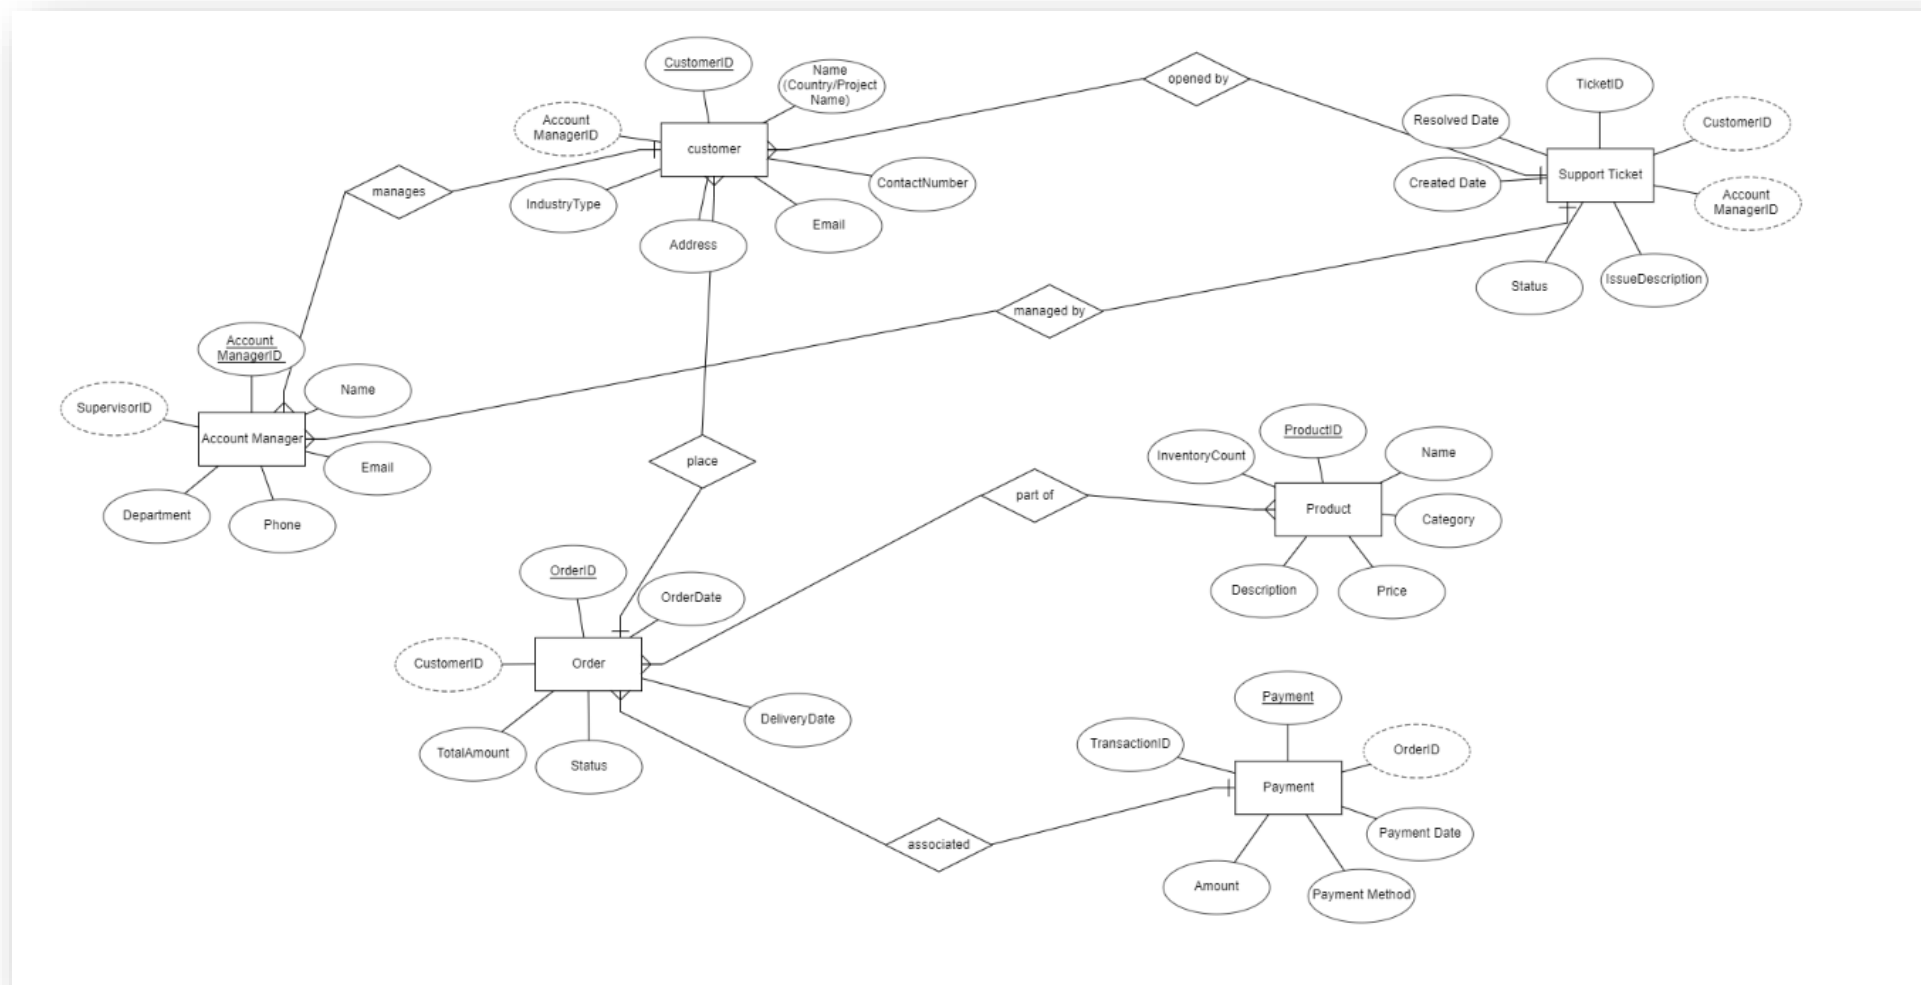 CustomerID
Name
(Country/Project
Name)
Account
ManagerID
customer
IndustryType
Address
Email
ContactNumber
opened by
TicketID
Resolved Date
CustomerID
Created Date
Support Ticket
Account
ManagerID
Status
IssueDescription
manages
managed by
Account
ManagerID
SupervisorID
Name
Account Manager
Email
Department
Phone
place
part of
ProductID
InventoryCount
Name
Product
Category
Description
Price
OrderID
OrderDate
CustomerID
Order
DeliveryDate
TotalAmount
Status
Payment
TransactionID
OrderID
Payment
Payment Date
associated
Amount
Payment Method